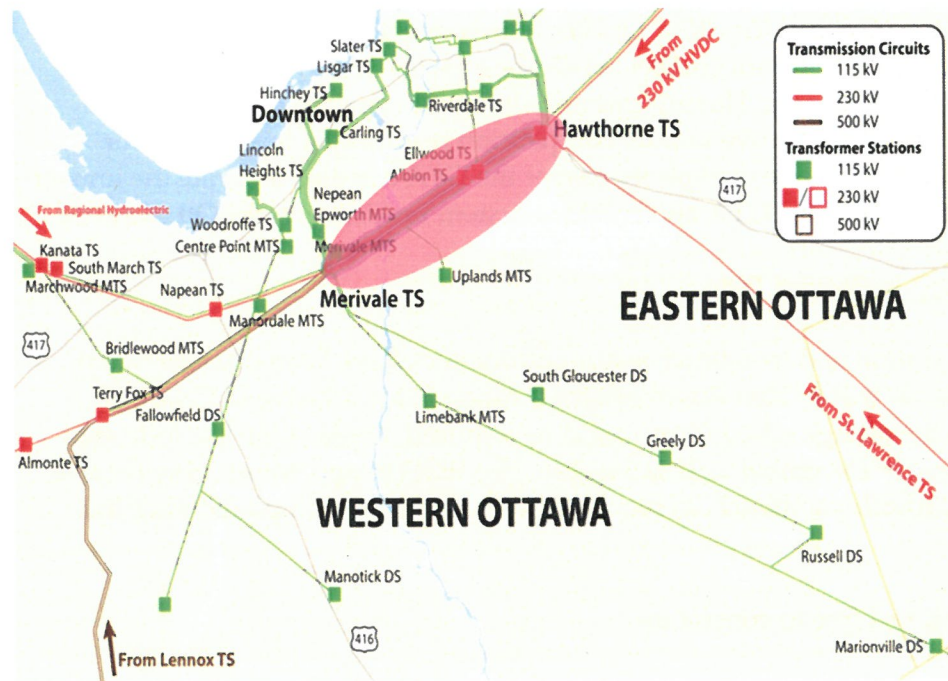 Slater TS
Lisgar TS
Hinchey TS
Downtown
Carling TS
Riverdale TS
From
230 kV HVDC
Hawthorne TS
Transmission Circuits
115 kV
230 kV
500 kV
Transformer Stations
115 kV
230 kV
500 kV
Lincoln
Heights TS
Ellwood TS
Albion TS
Nepean
Epworth MTS
Merivale MTS
Woodroffe TS
Centre Point MTS
417
From Regional Hydroelectric
Kanata TS
South March TS
Marchwood MTS
Napean TS
Manordale MTS
Merivale TS
Uplands MTS
EASTERN OTTAWA
417
Bridlewood MTS
Terry Fox TS
Fallowfield DS
Almonte TS
South Gloucester DS
Limebank MTS
Greely DS
From St. Lawrence TS
WESTERN OTTAWA
Russell DS
Manotick DS
416
From Lennox TS
Marionville DS